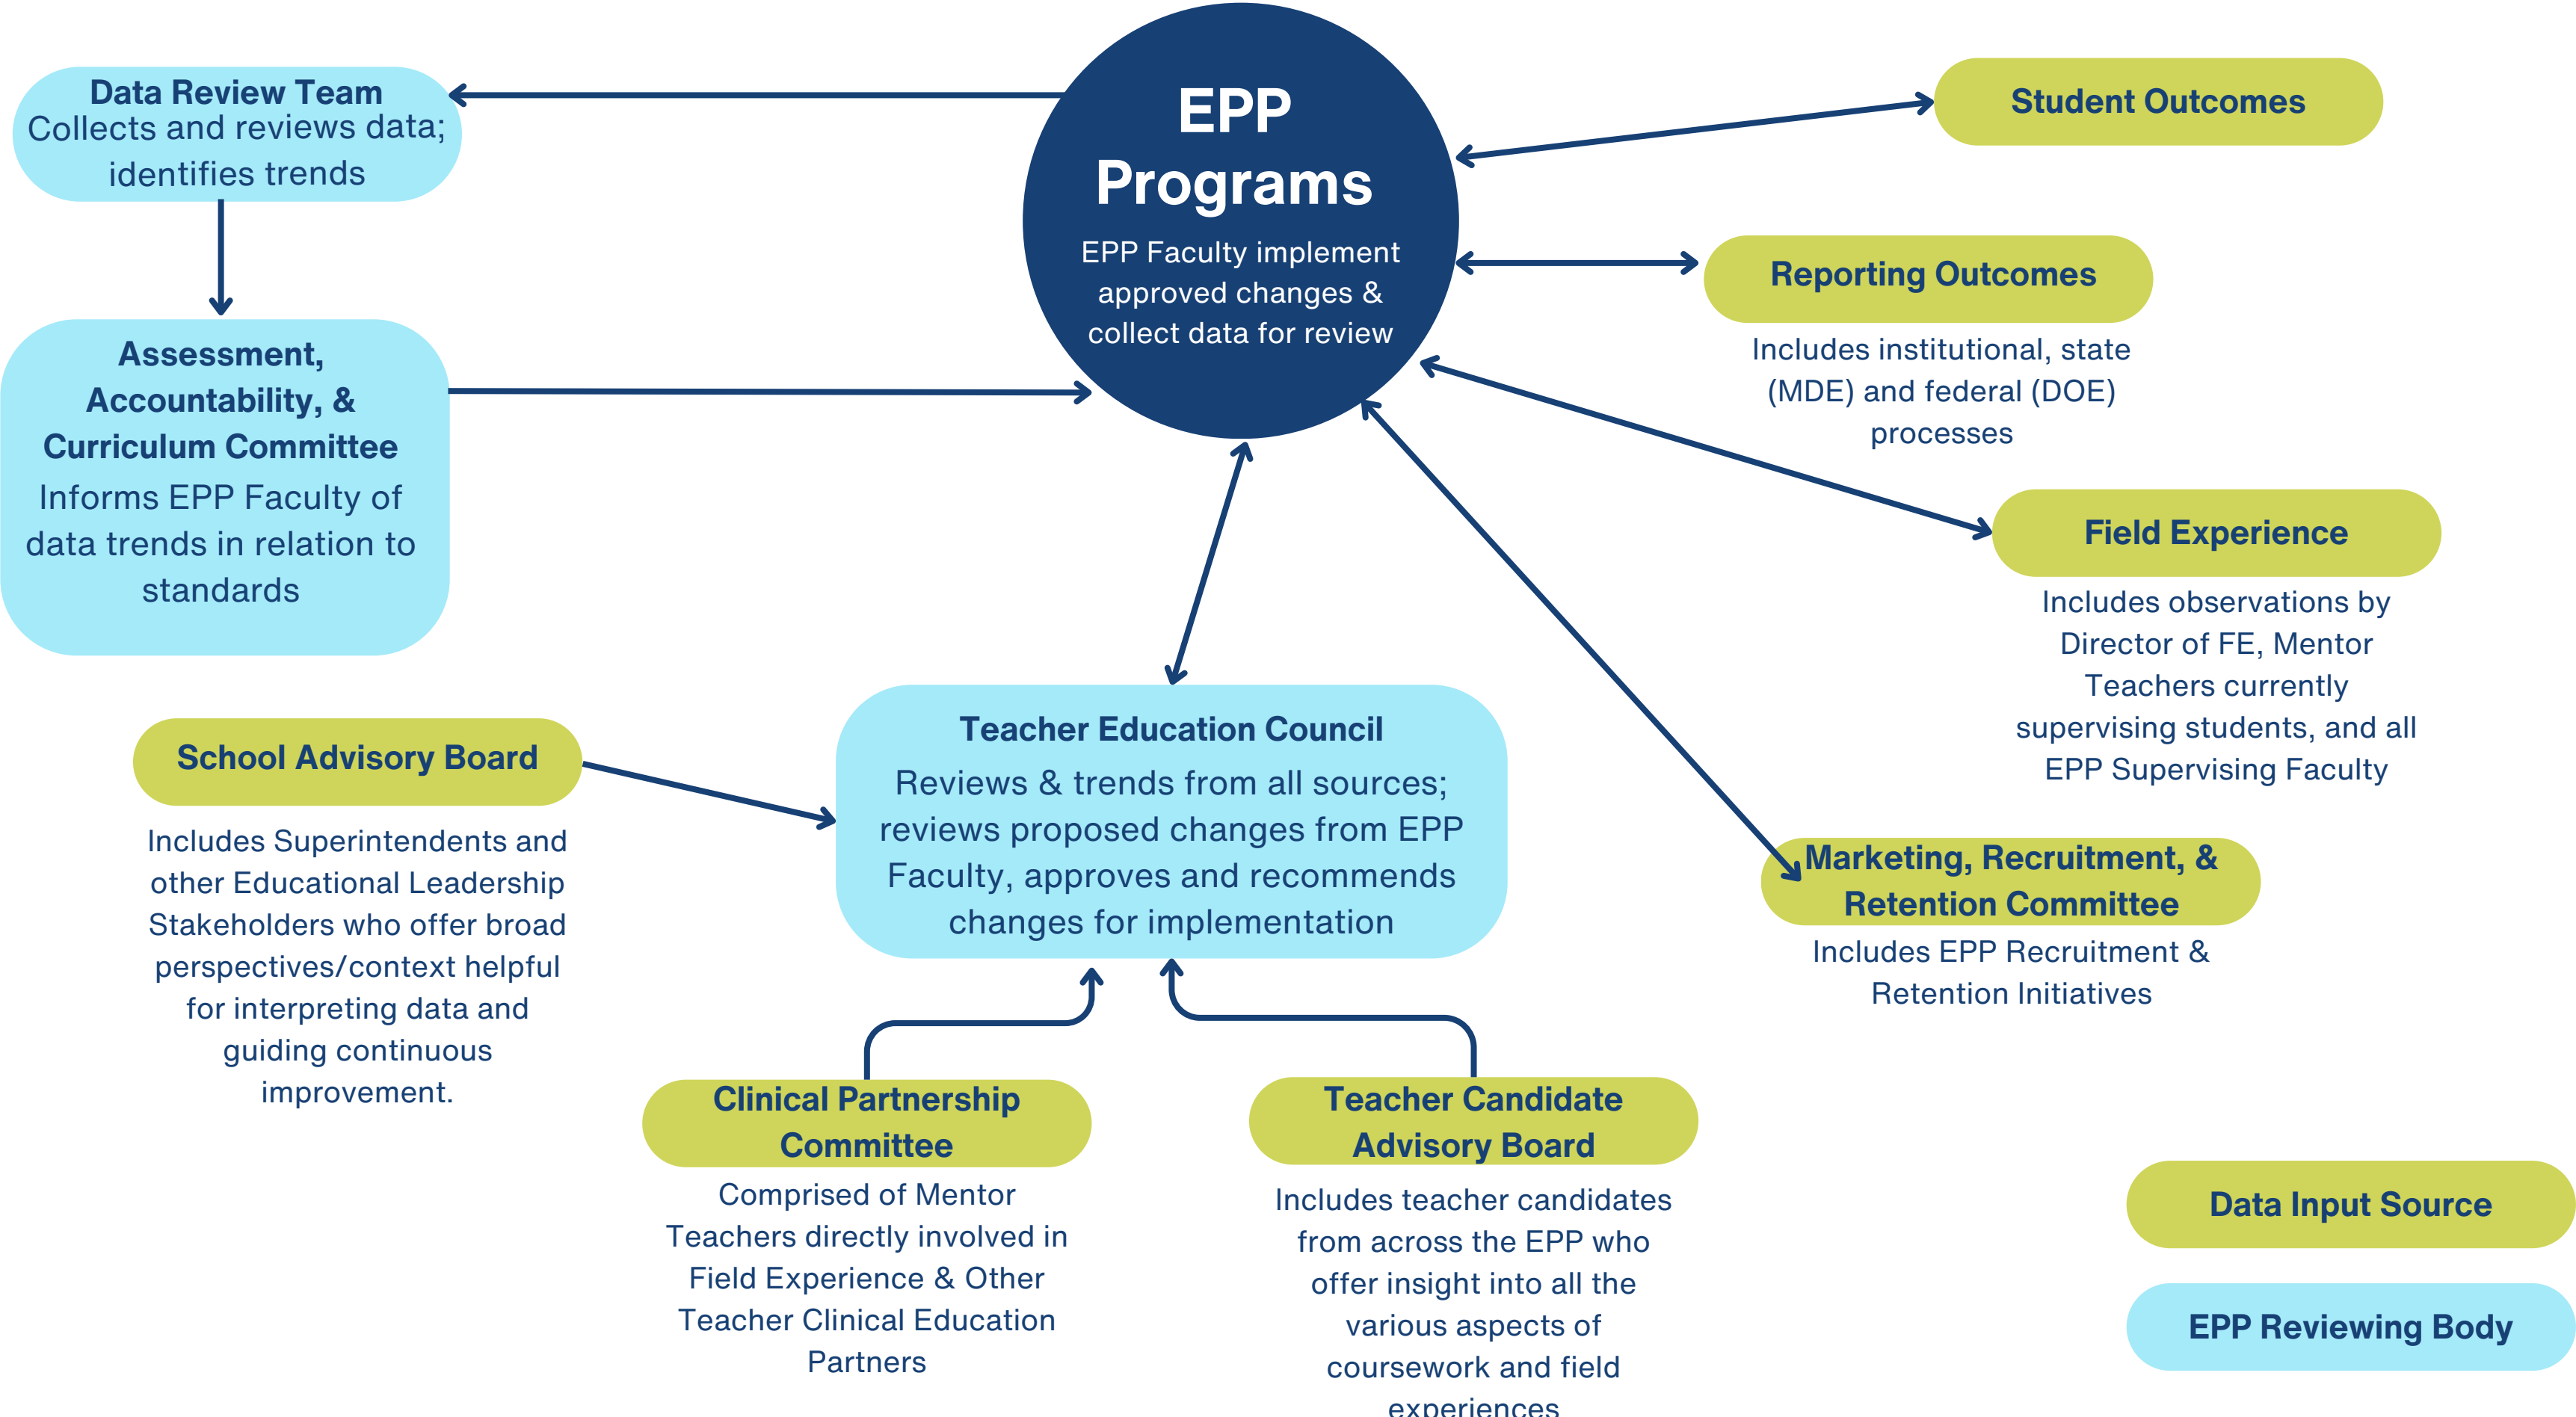 Data Review Team
Collects and reviews data;
identifies trends
EPP
Programs
EPP Faculty implement
approved changes &
collect data for review
Student Outcomes
Reporting Outcomes
Includes institutional, state
(MDE) and federal (DOE)
processes
Assessment,
Accountability, &
Curriculum Committee
Informs EPP Faculty of
data trends in relation to
standards
Field Experience
Includes observations by
Director of FE, Mentor
Teachers currently
supervising students, and all
EPP Supervising Faculty
School Advisory Board
Includes Superintendents and
other Educational Leadership
Stakeholders who offer broad
perspectives/context helpful
for interpreting data and
guiding continuous
improvement.
Teacher Education Council
Reviews & trends from all sources;
reviews proposed changes from EPP
Faculty, approves and recommends
changes for implementation
Marketing, Recruitment, &
Retention Committee
Includes EPP Recruitment &
Retention Initiatives
Clinical Partnership
Committee
Comprised of Mentor
Teachers directly involved in
Field Experience & Other
Teacher Clinical Education
Partners
Teacher Candidate
Advisory Board
Includes teacher candidates
from across the EPP who
offer insight into all the
various aspects of
coursework and field
experiences
Data Input Source
EPP Reviewing Body